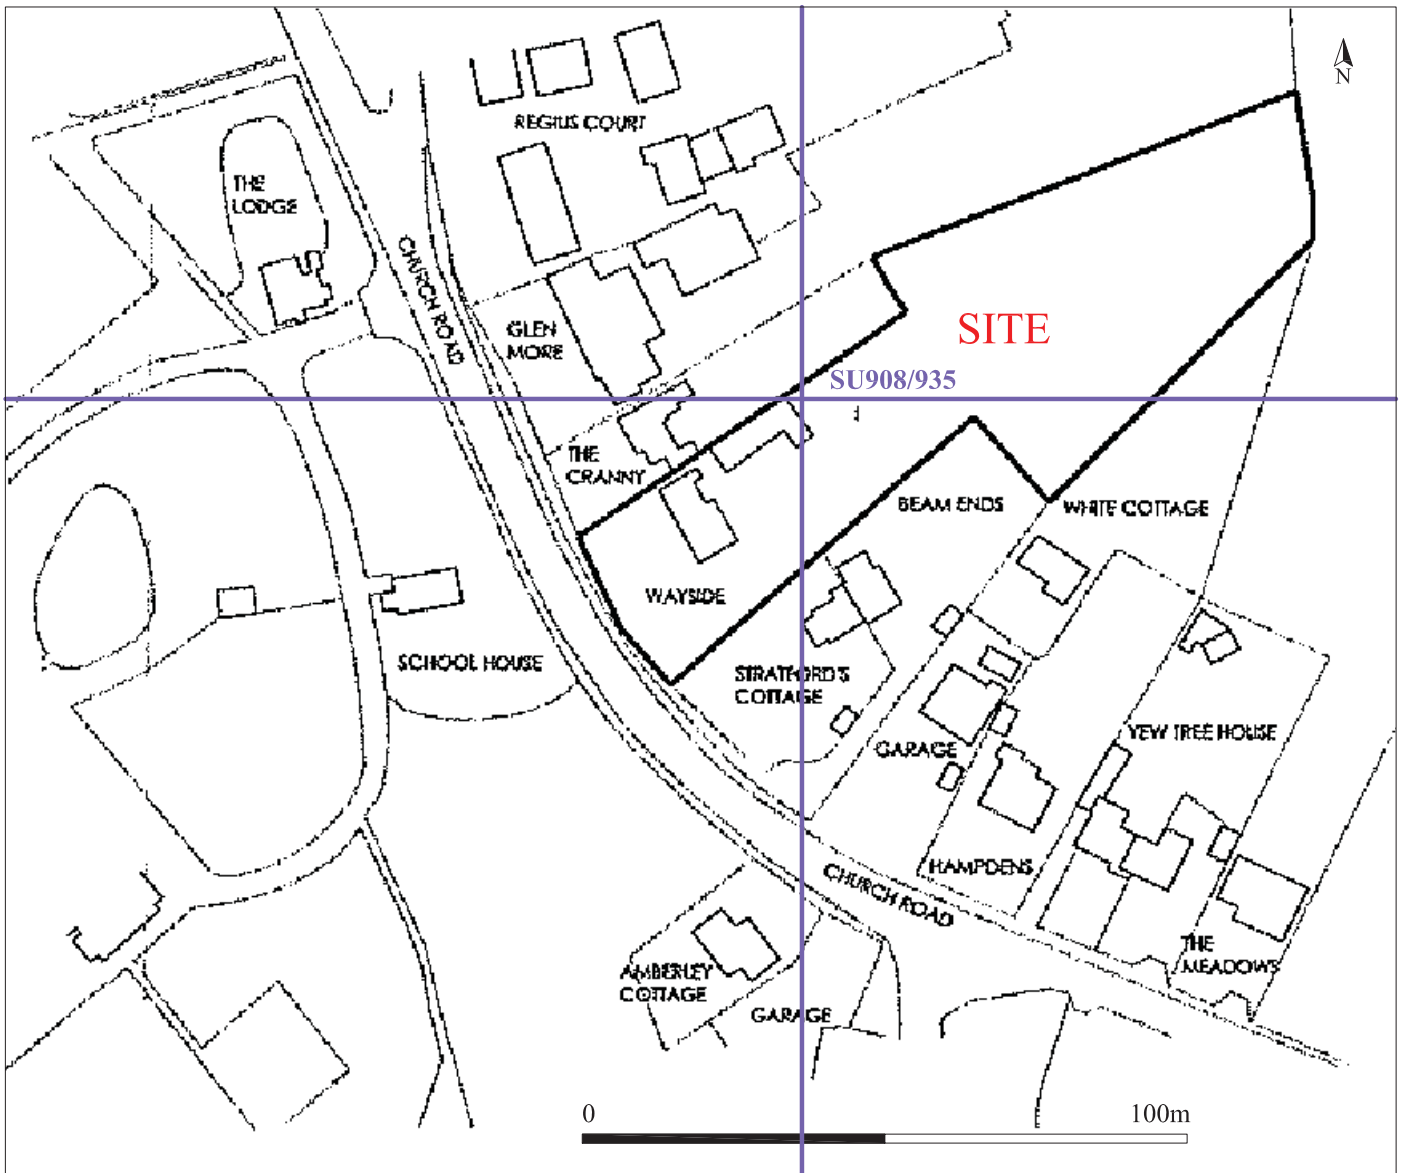 N
REGIUS COURT
THE
LODGE
CHURCH ROAD
GLEN
MORE
SITE
SU908/935
THE
CRANNY
BEAM ENDS
WHITE COTTAGE
WAYSIDE
SCHOOL HOUSE
STRATFORD'S
COTTAGE
GARAGE
YEW TREE HOUSE
HAMPDENS
CHURCH ROAD
THE
MEADOWS
AMBERLEY
COTTAGE
GARAGE
0 100m